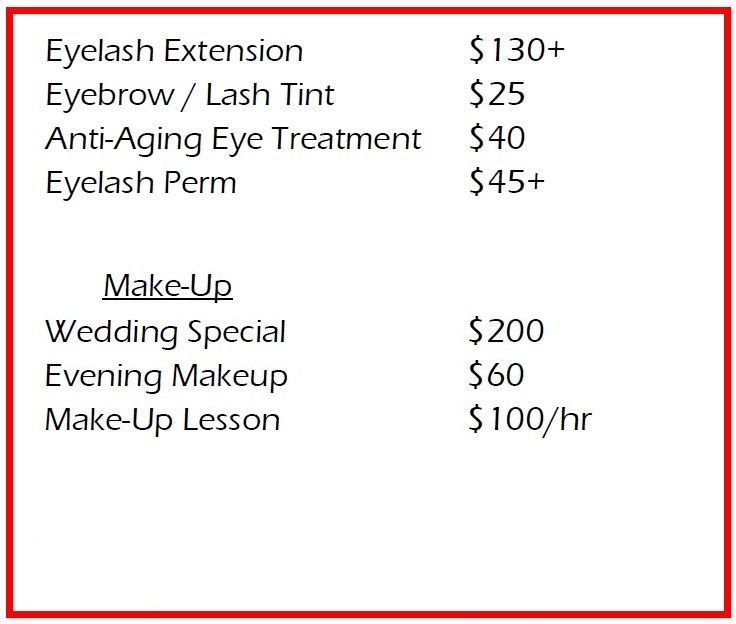 Eyelash Extension $130+
Eyebrow / Lash Tint $25
Anti-Aging Eye Treatment $40
Eyelash Perm $45+
Make-Up
Wedding Special $200
Evening Makeup $60
Make-Up Lesson $100/hr